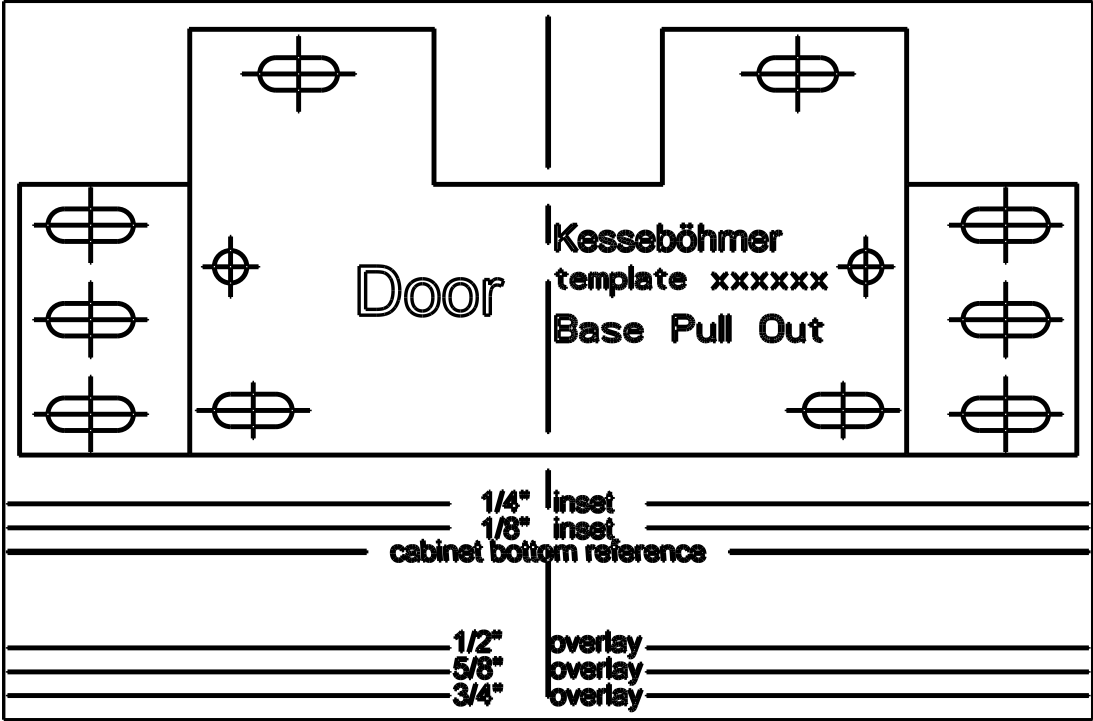 Kesseböhmer
Door
template xxxxxx
Base Pull Out
1/4" inset
1/8" inset
cabinet bottom reference
1/2" overlay
5/8" overlay
3/4" overlay